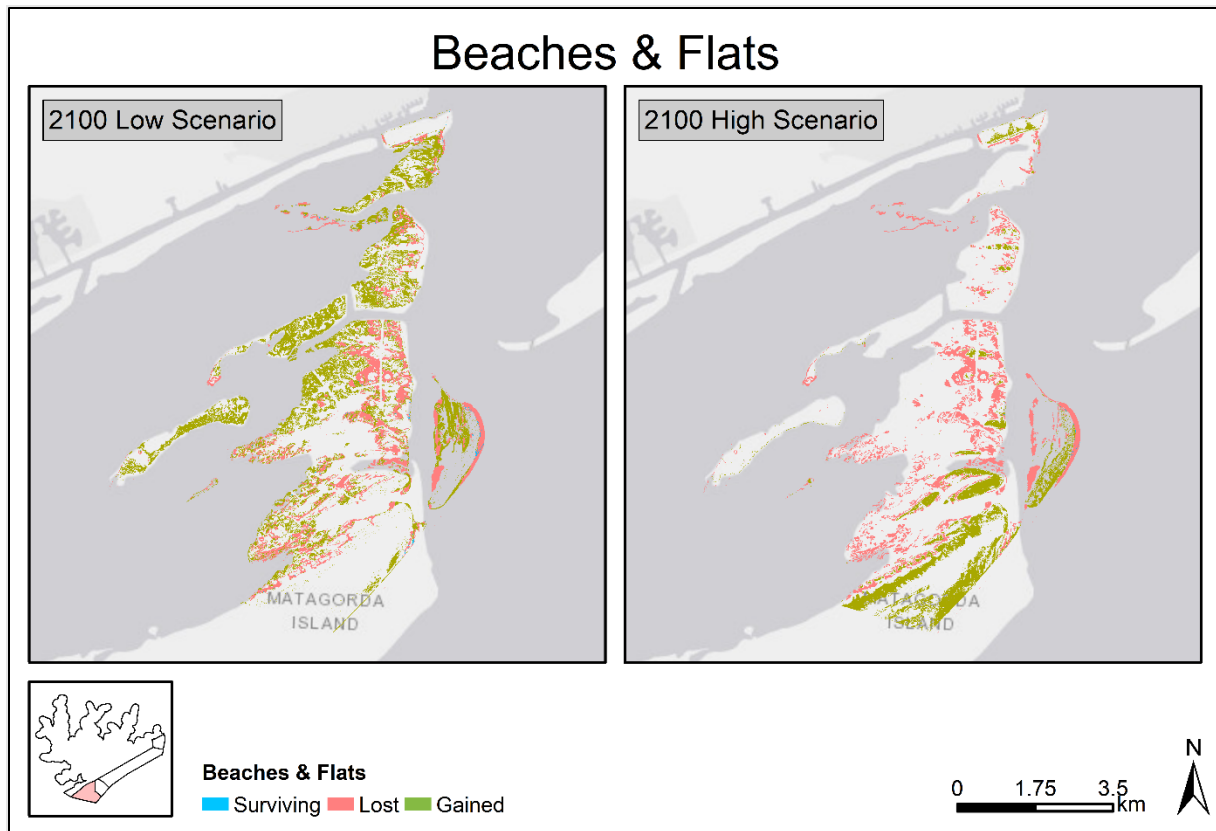 Beaches & Flats
2100 Low Scenario
2100 High Scenario
MATAGORDA
ISLAND
MATAGORDA
ISLAND
Beaches & Flats
Surviving Lost Gained
0 1.75 3.5
km
N